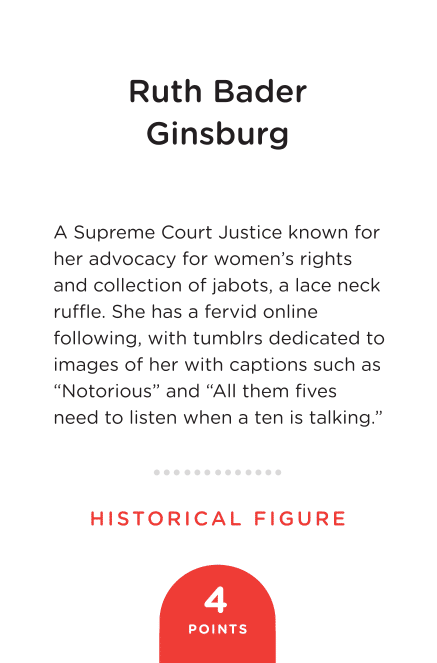 Ruth Bader
Ginsburg
A Supreme Court Justice known for
her advocacy for women’s rights
and collection of jabots, a lace neck
ruffle. She has a fervid online
following, with tumblrs dedicated to
images of her with captions such as
“Notorious” and “All them fives
need to listen when a ten is talking.”
HISTORICAL FIGURE
4
POINTS